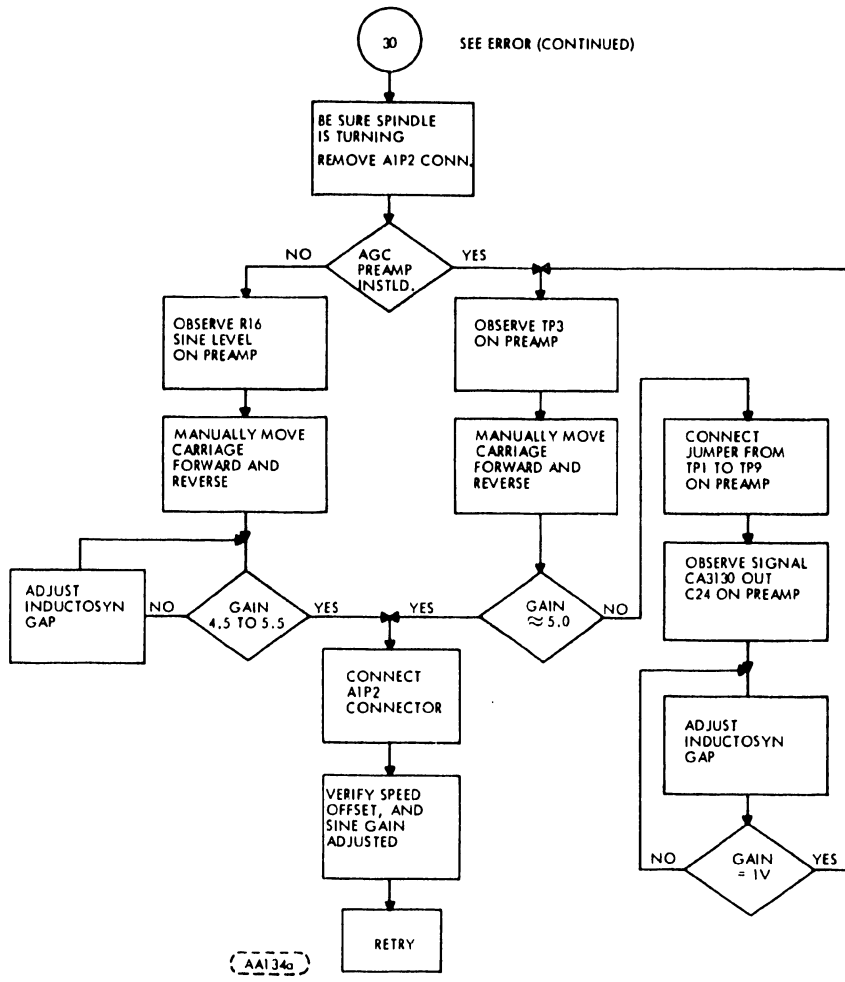 30
SEE ERROR (CONTINUED)
BE SURE SPINDLE
IS TURNING
REMOVE A1P2 CONN.
NO
AGC
PREAMP
INSTLD.
YES
OBSERVE R16
SINE LEVEL
ON PREAMP
OBSERVE TP3
ON PREAMP
MANUALLY MOVE
CARRIAGE
FORWARD AND
REVERSE
MANUALLY MOVE
CARRIAGE
FORWARD AND
REVERSE
CONNECT
JUMPER FROM
TP1 TO TP9
ON PREAMP
OBSERVE SIGNAL
CA3130 OUT
C24 ON PREAMP
ADJUST
INDUCTOSYN
GAP
NO
GAIN
4.5 TO 5.5
YES
YES
GAIN
≈ 5.0
NO
CONNECT
A1P2
CONNECTOR
ADJUST
INDUCTOSYN
GAP
VERIFY SPEED
OFFSET, AND
SINE GAIN
ADJUSTED
NO
GAIN
= 1V
YES
RETRY
AA134a